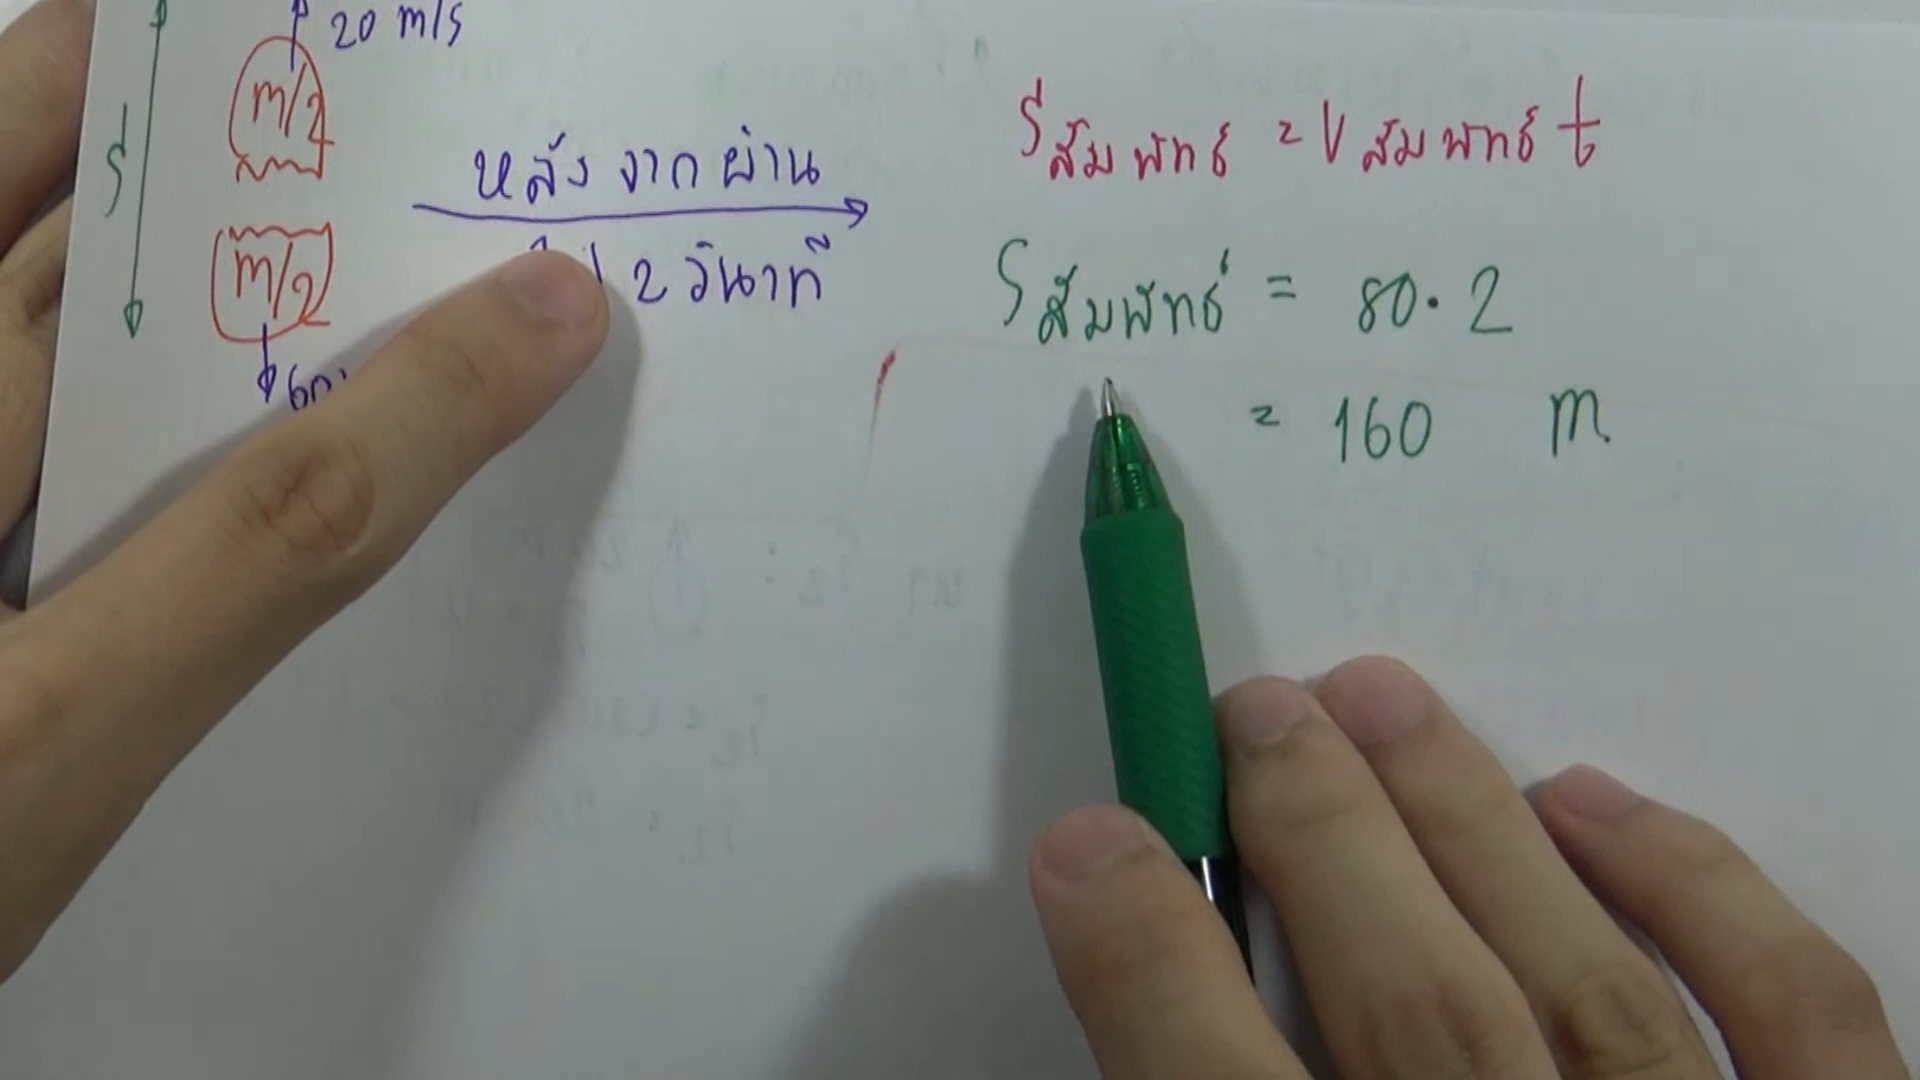 20 m/s
m/2
S
m/2
หลังจากผ่าน
2 วินาที
Sสัมพัทธ์ = Vสัมพัทธ์ t
Sสัมพัทธ์ = 80·2
= 160 m